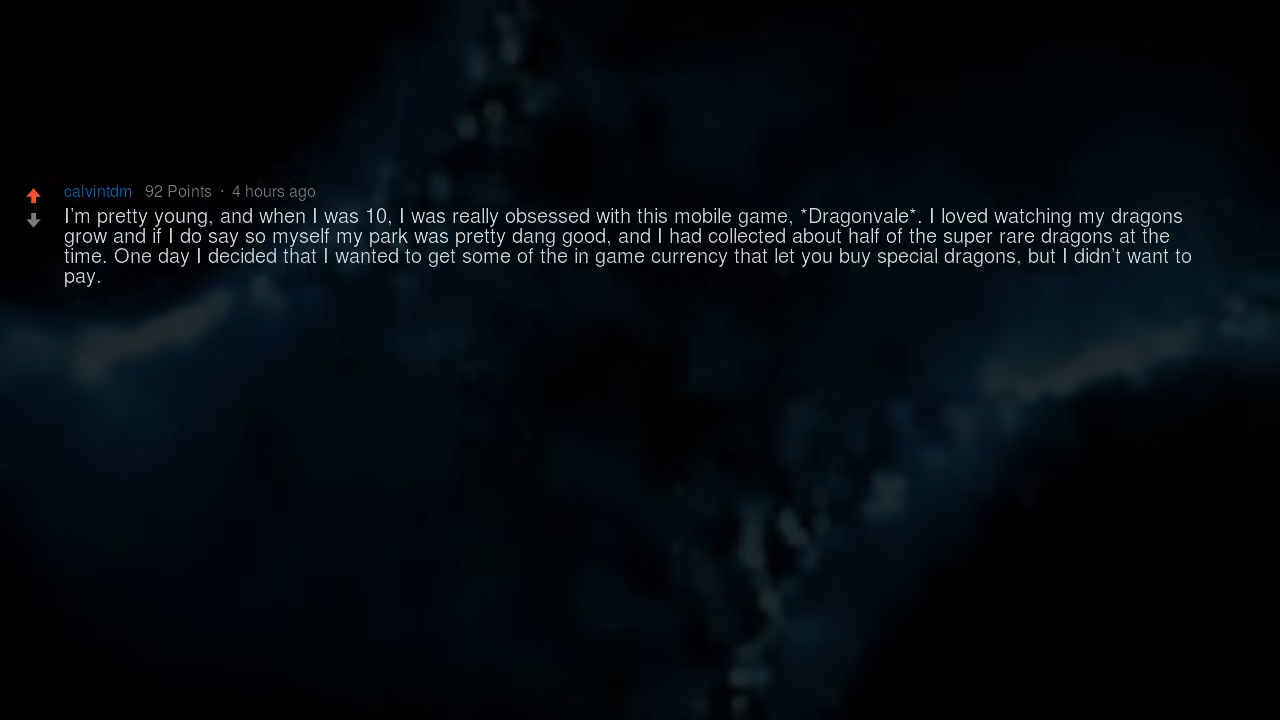 calvintdm 92 Points · 4 hours ago
I'm pretty young, and when I was 10, I was really obsessed with this mobile game, *Dragonvale*. I loved watching my dragons
grow and if I do say so myself my park was pretty dang good, and I had collected about half of the super rare dragons at the
time. One day I decided that I wanted to get some of the in game currency that let you buy special dragons, but I didn't want to
pay.